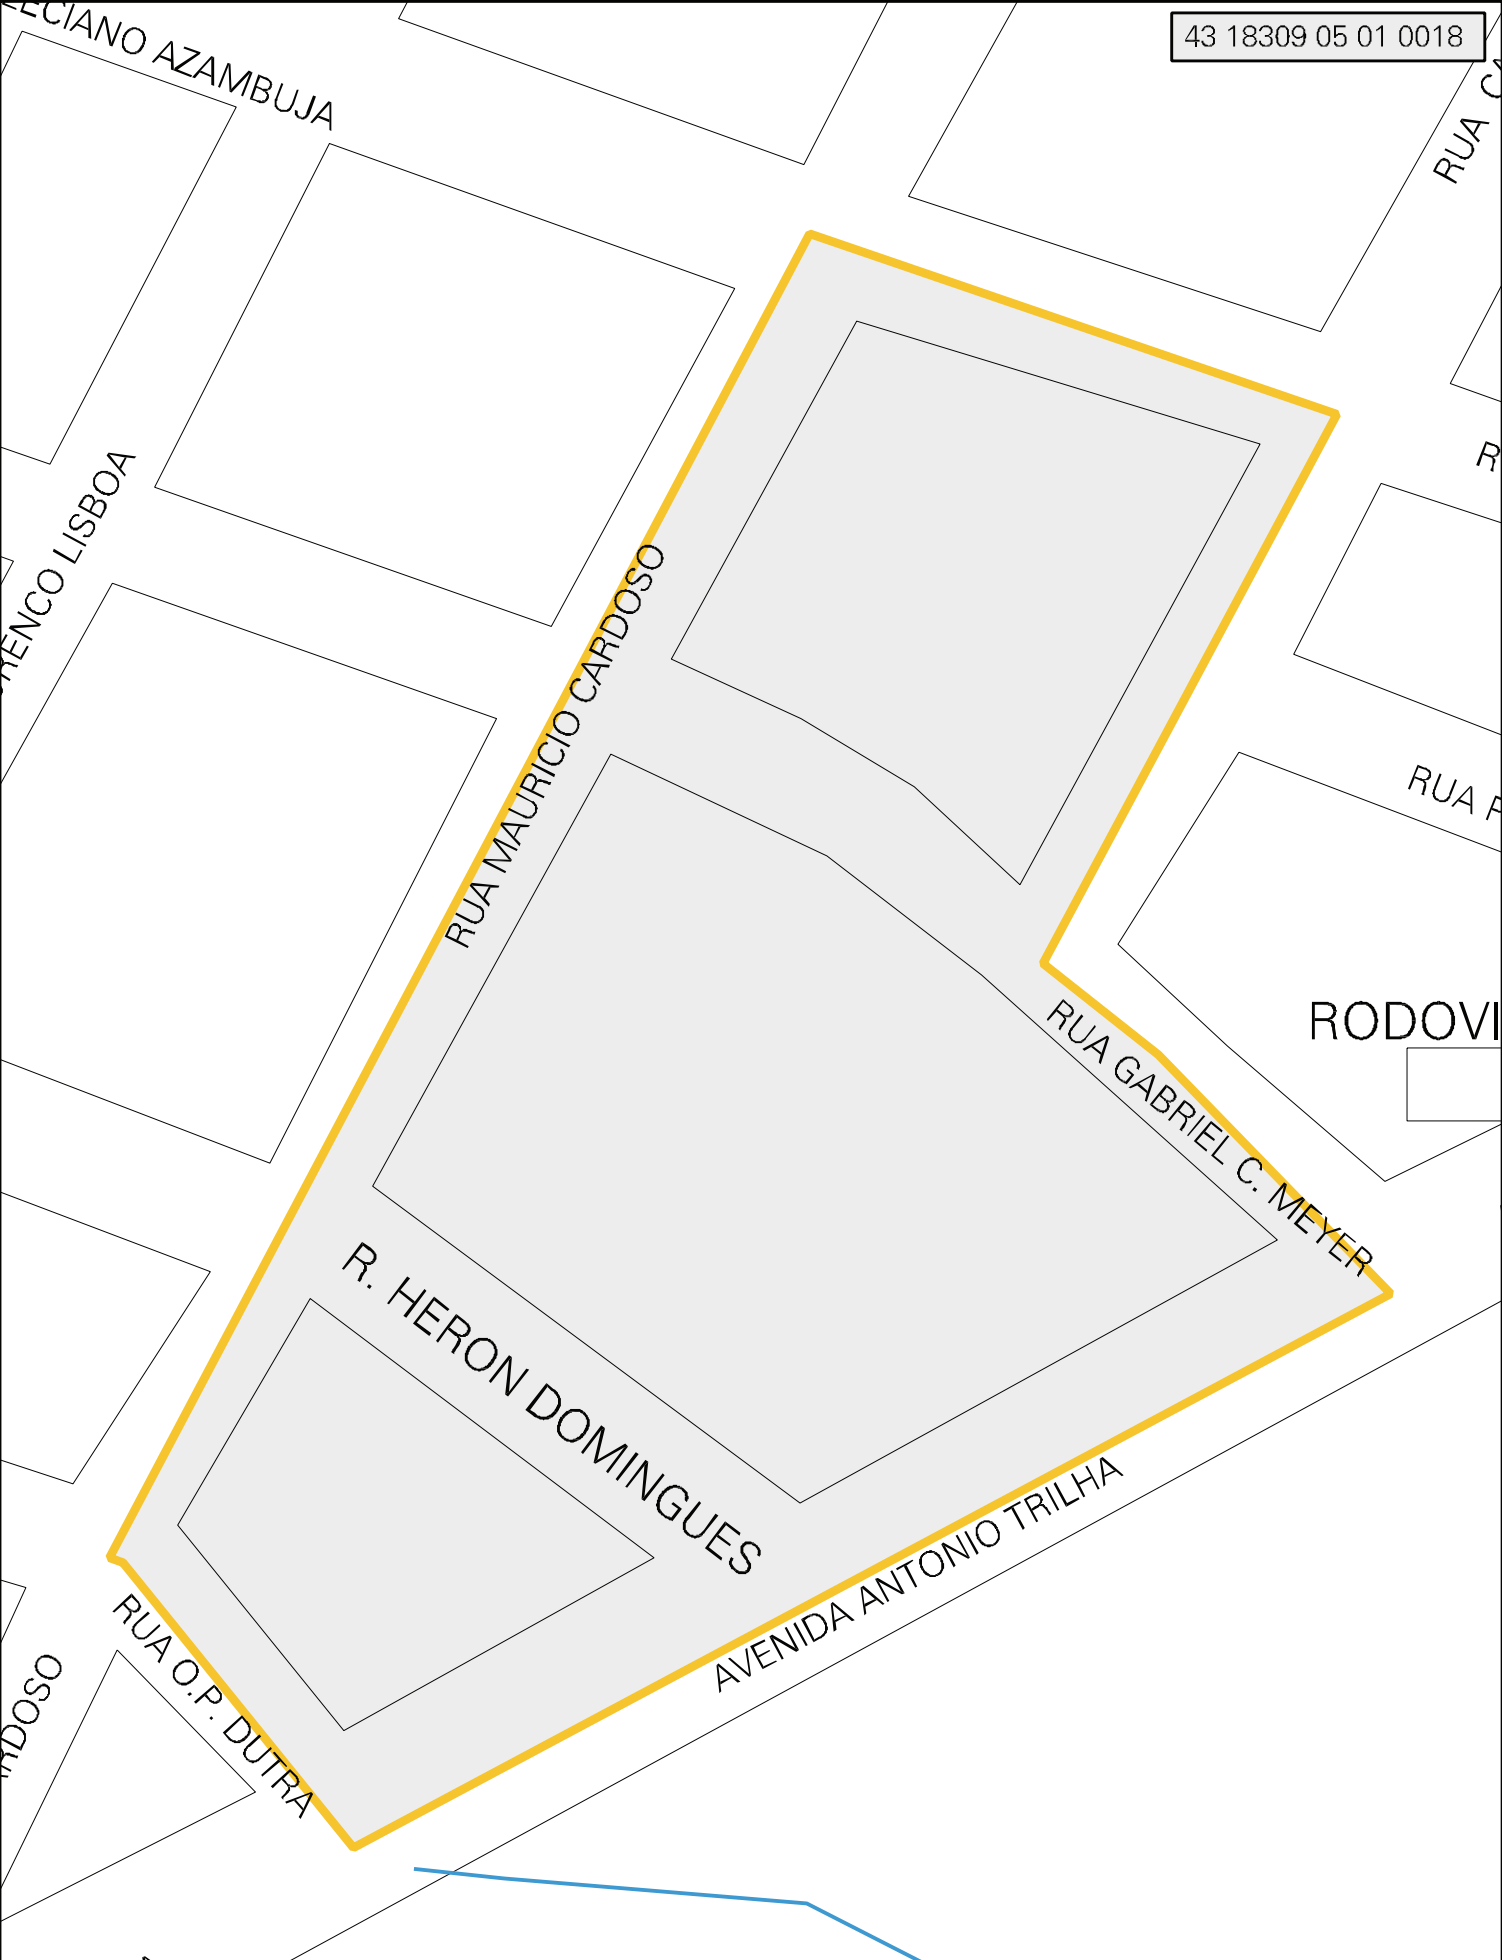 43 18309 05 01 0018
AZAMBUJA
RUA
LISBOA
RUA MAURICIO CARDOSO
RUA
RUA GABRIEL C. MEYER
R. HERON DOMINGUES
AVENIDA ANTONIO TRILHA
RUA O.P. DUTRA